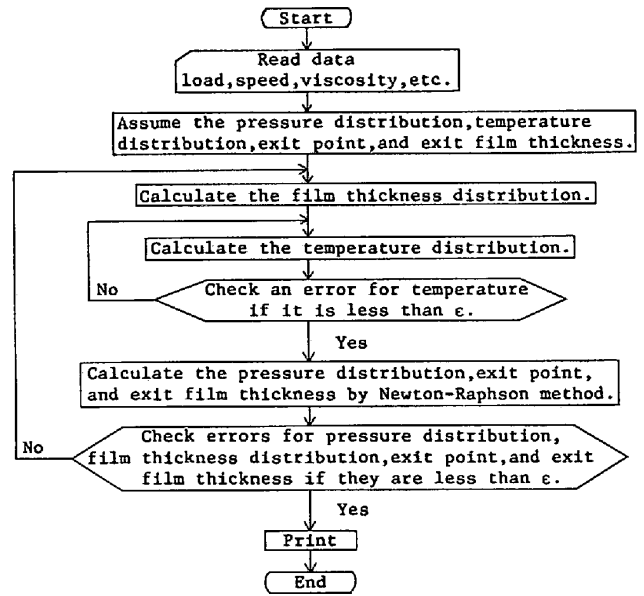 Start
Read data
load,speed,viscosity,etc.
Assume the pressure distribution,temperature
distribution,exit point,and exit film thickness.
Calculate the film thickness distribution.
Calculate the temperature distribution.
No
Check an error for temperature
if it is less than ε.
Yes
Calculate the pressure distribution,exit point,
and exit film thickness by Newton-Raphson method.
No
Check errors for pressure distribution,
film thickness distribution,exit point,and exit
film thickness if they are less than ε.
Yes
Print
End